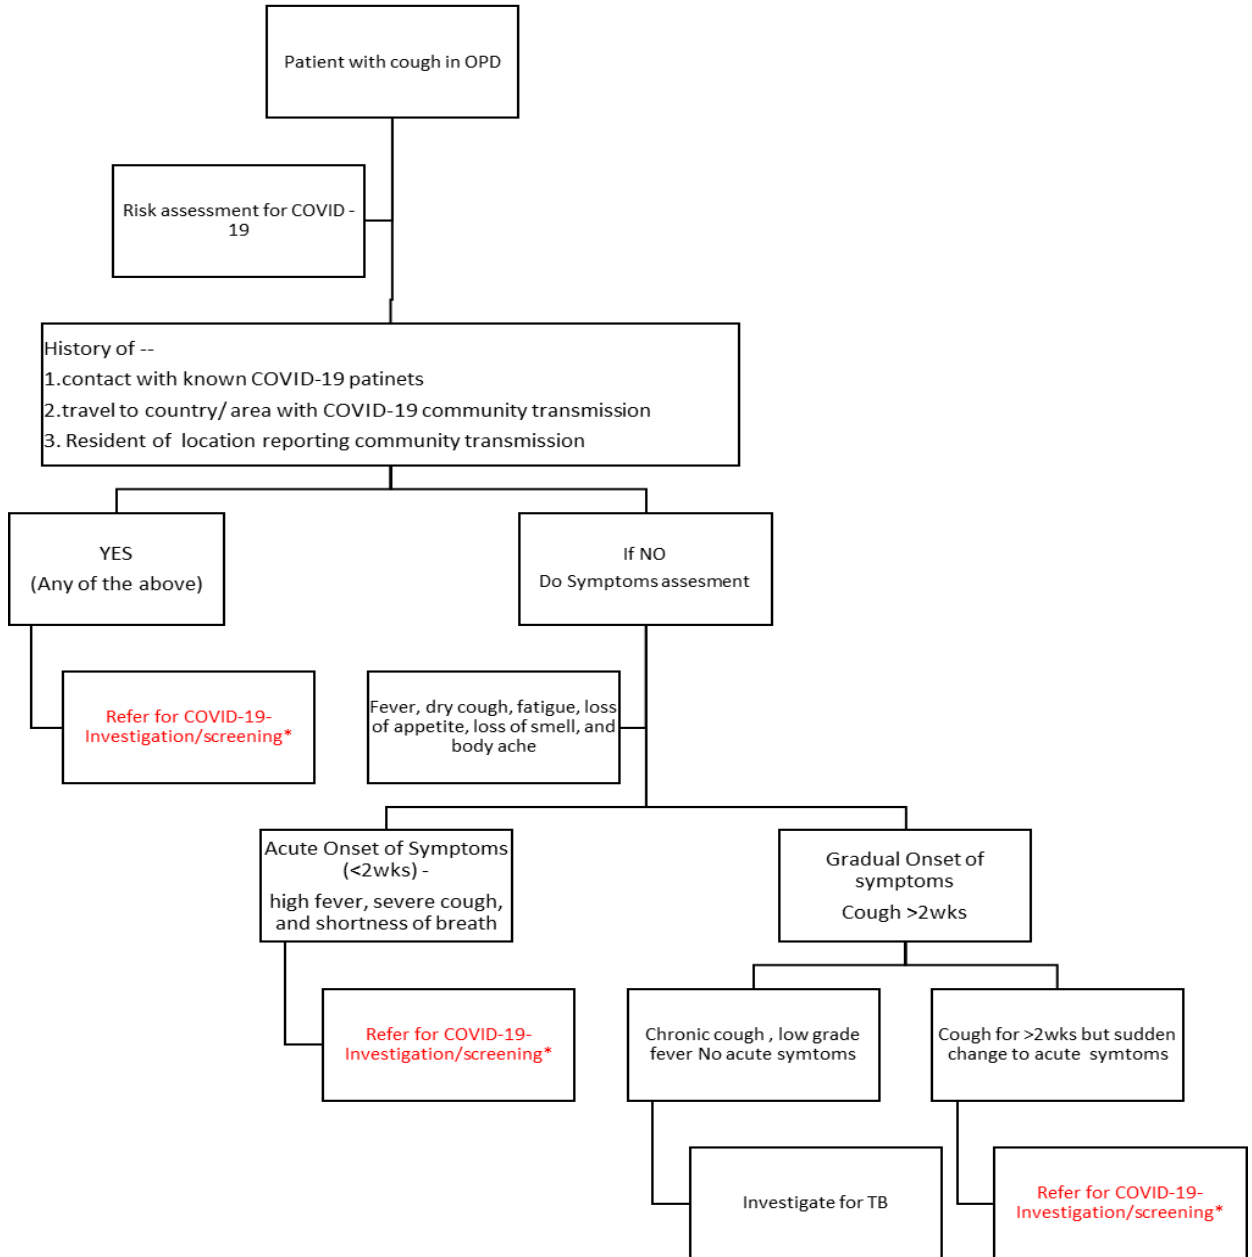 Patient with cough in OPD
Risk assessment for COVID -
19
History of --
1.contact with known COVID-19 patinets
2.travel to country/ area with COVID-19 community transmission
3. Resident of location reporting community transmission
YES
(Any of the above)
If NO
Do Symptoms assesment
Refer for COVID-19-
Investigation/screening*
Fever, dry cough, fatigue, loss
of appetite, loss of smell, and
body ache
Acute Onset of Symptoms
(<2wks) -
high fever, severe cough,
and shortness of breath
Gradual Onset of
symptoms
Cough >2wks
Refer for COVID-19-
Investigation/screening*
Chronic cough , low grade
fever No acute symtoms
Cough for >2wks but sudden
change to acute symtoms
Investigate for TB
Refer for COVID-19-
Investigation/screening*